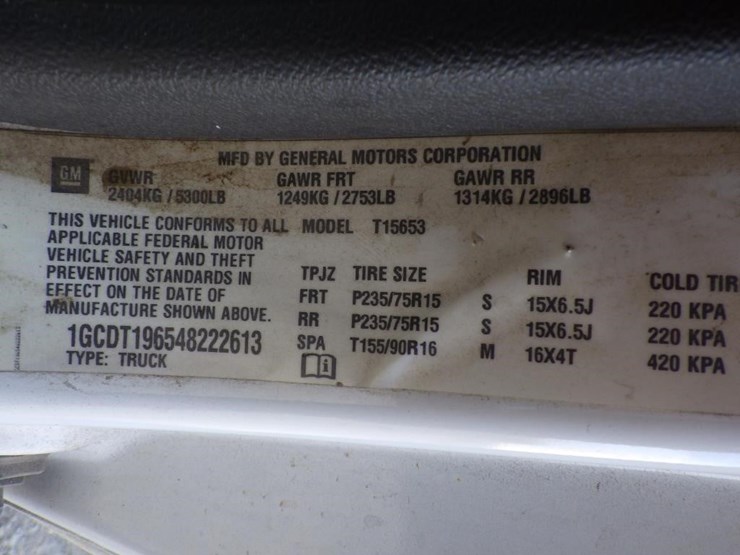 MFD BY GENERAL MOTORS CORPORATION
GM GVWR GAWR FRT GAWR RR
2404KG / 5300LB 1249KG / 2753LB 1314KG / 2896LB
THIS VEHICLE CONFORMS TO ALL
APPLICABLE FEDERAL MOTOR
VEHICLE SAFETY AND THEFT
PREVENTION STANDARDS IN
EFFECT ON THE DATE OF
MANUFACTURE SHOWN ABOVE.
1GCDT196548222613
TYPE: TRUCK
MODEL T15653
TPJZ TIRE SIZE RIM COLD TIR
FRT P235/75R15 S 15X6.5J 220 KPA
RR P235/75R15 S 15X6.5J 220 KPA
SPA T155/90R16 M 16X4T 420 KPA